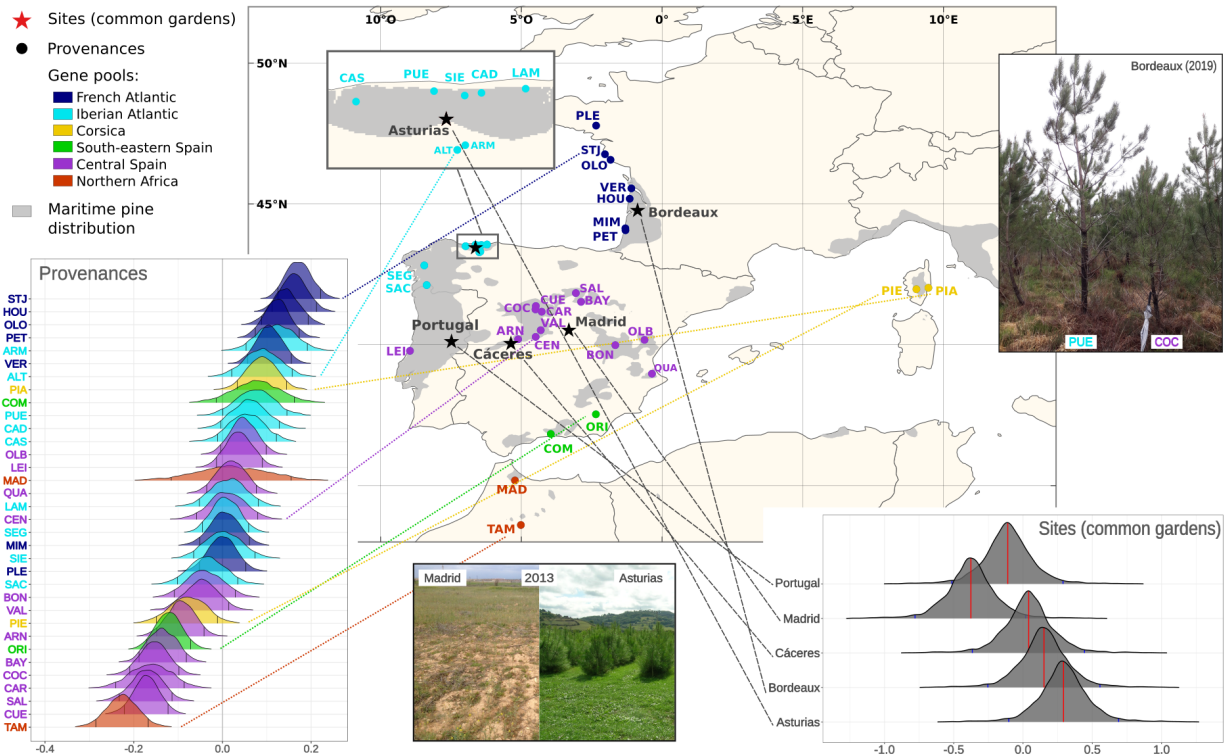 Sites (common gardens)
Provenances
Gene pools:
French Atlantic
Iberian Atlantic
Corsica
South-eastern Spain
Central Spain
Northern Africa
Maritime pine
distribution
10°W
5°W
0°
5°E
10°E
50°N
45°N
CAS
PUE
SIE
CAD
LAM
Asturias
ALT
ARM
PLE
STJ
OLO
VER
HOU
Bordeaux
MIM
PET
SEG
SAC
SAL
CUE
BAY
COC
CAR
VAL
Portugal
Madrid
ARN
OLB
CEN
LEI
Cáceres
BON
QUA
ORI
COM
MAD
TAM
PIE
PIA
Bordeaux (2019)
PUE
COC
Provenances
STJ
HOU
OLO
PET
ARM
VER
ALT
PIA
COM
PUE
CAD
CAS
OLB
LEI
MAD
QUA
LAM
CEN
SEG
MIM
SIE
PLE
SAC
BON
VAL
PIE
ARN
ORI
BAY
COC
CAR
SAL
CUE
TAM
-0.4
-0.2
0.0
0.2
Madrid
2013
Asturias
Sites (common gardens)
Portugal
Madrid
Cáceres
Bordeaux
Asturias
-1.0
-0.5
0.0
0.5
1.0